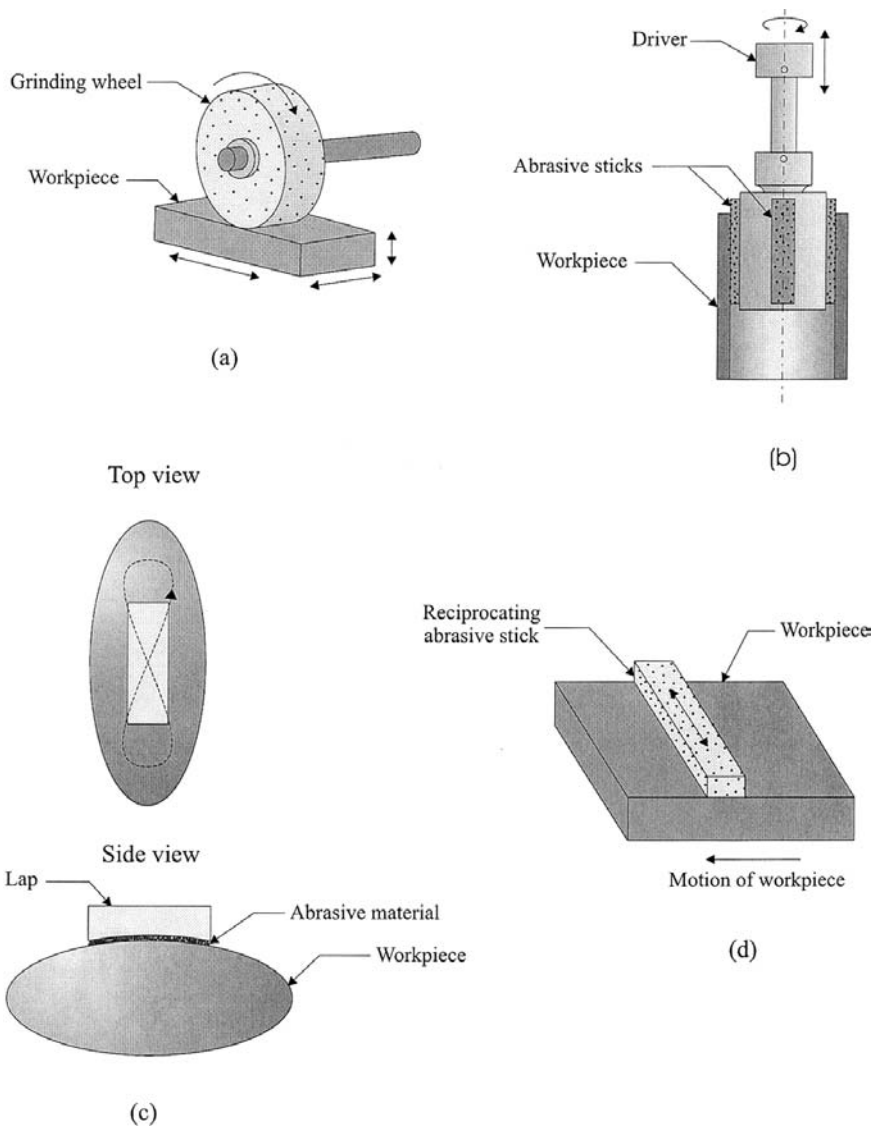 Grinding wheel
Workpiece
(a)
Driver
Abrasive sticks
Workpiece
(b)
Top view
Side view
Lap
Abrasive material
Workpiece
(c)
Reciprocating
abrasive stick
Workpiece
Motion of workpiece
(d)